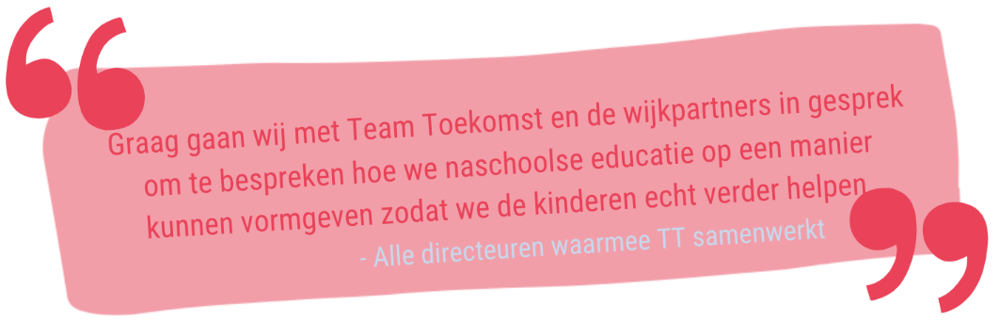 Graag gaan wij met Team Toekomst en de wijkpartners in gesprek
om te bespreken hoe we naschoolse educatie op een manier
kunnen vormgeven zodat we de kinderen echt verder helpen
- Alle directeuren waarmee TT samenwerkt